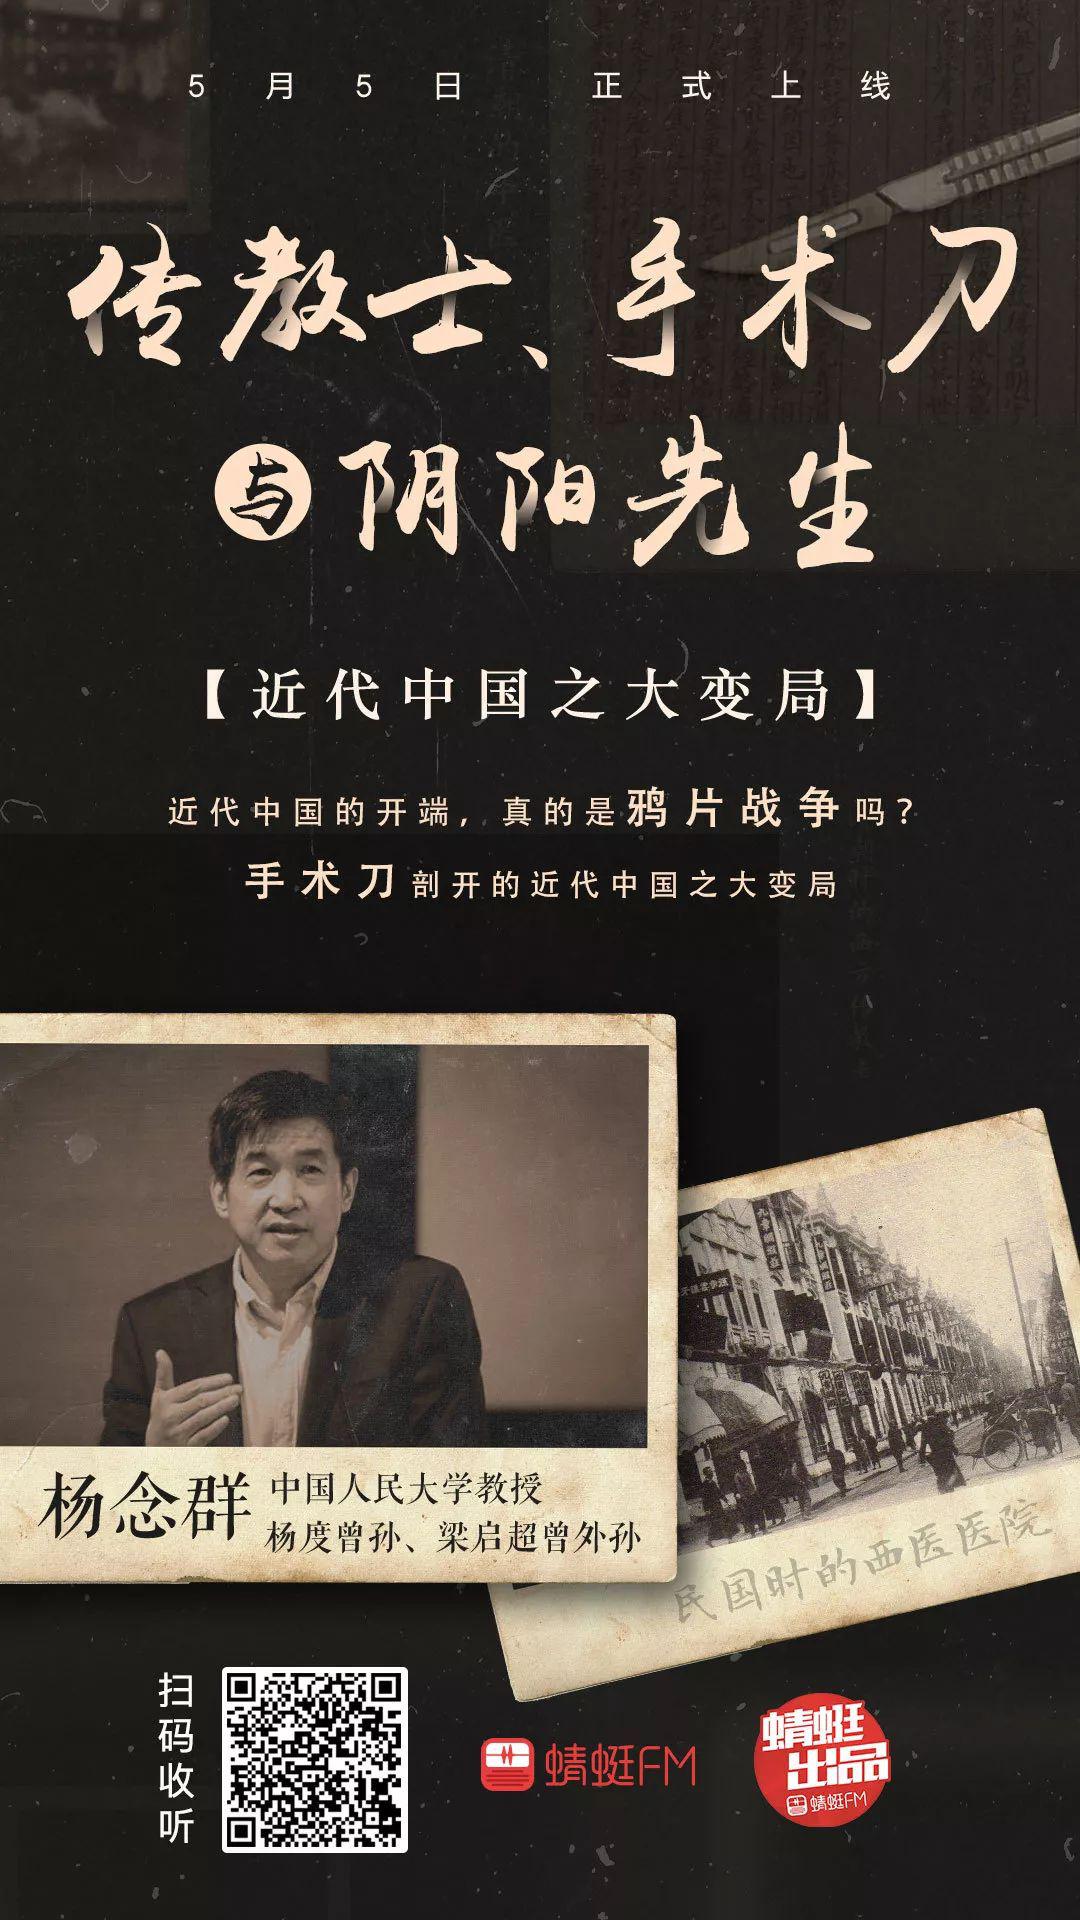 5月5日 正式上线
传教士、手术刀
与阴阳先生
【近代中国之大变局】
近代中国的开端，真的是鸦片战争吗？
手术刀剖开的近代中国之大变局
杨念群
中国人民大学教授
杨度曾孙、梁启超曾外孙
民国时的西医医院
扫码收听
蜻蜓FM
蜻蜓
出品
蜻蜓FM